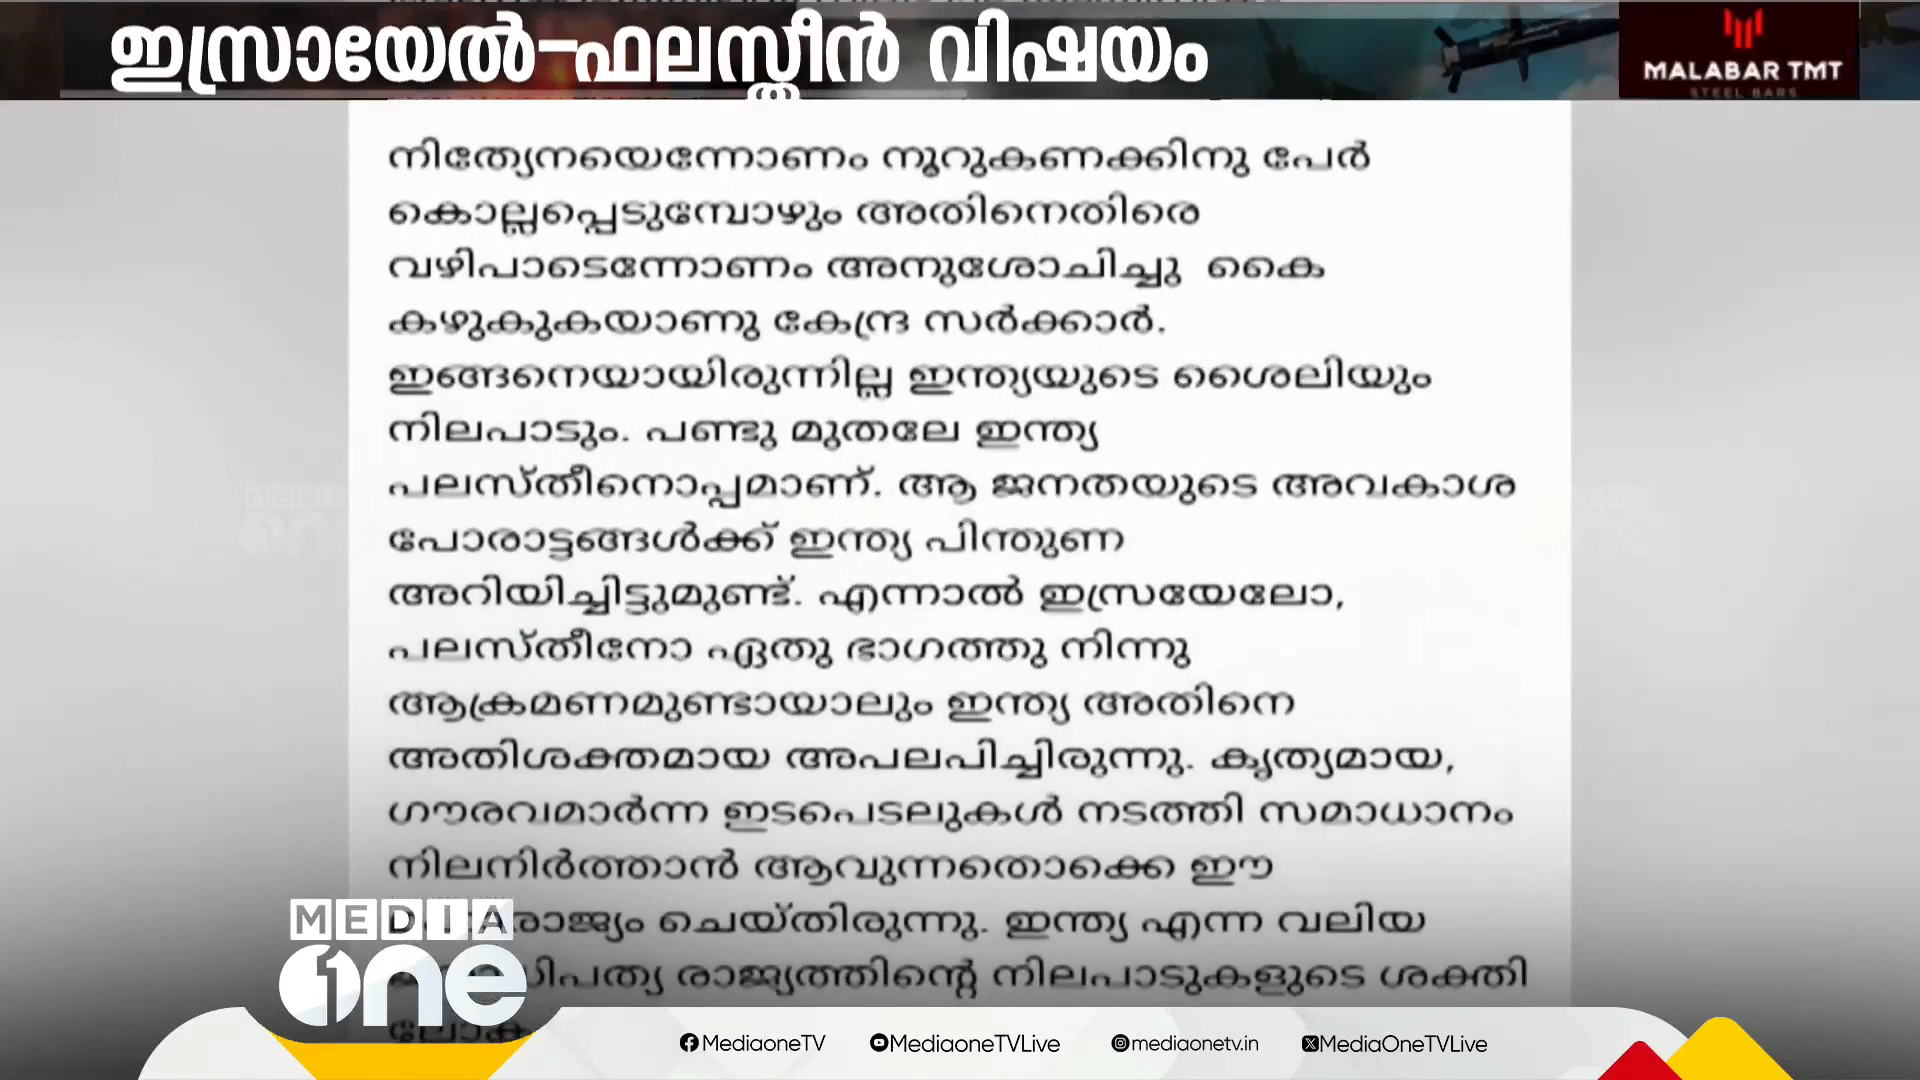 ഇസ്രായേൽ-ഫലസ്തീൻ വിഷയം
MALABAR TMT
STEEL BARS
നിത്യേനയെന്നോണം നൂറുകണക്കിനു പേർ
കൊല്ലപ്പെടുമ്പോഴും അതിനെതിരെ
വഴിപാടെന്നോണം അനുശോചിച്ചു കൈ
കഴുകുകയാണു കേന്ദ്ര സർക്കാർ.
ഇങ്ങനെയായിരുന്നില്ല ഇന്ത്യയുടെ ശൈലിയും
നിലപാടും. പണ്ടു മുതലേ ഇന്ത്യ
പലസ്തീനൊപ്പമാണ്. ആ ജനതയുടെ അവകാശ
പോരാട്ടങ്ങൾക്ക് ഇന്ത്യ പിന്തുണ
അറിയിച്ചിട്ടുമുണ്ട്. എന്നാൽ ഇസ്രയേലോ,
പലസ്തീനോ ഏതു ഭാഗത്തു നിന്നു
ആക്രമണമുണ്ടായാലും ഇന്ത്യ അതിനെ
അതിശക്തമായ അപലപിച്ചിരുന്നു. കൃത്യമായ,
ഗൗരവമാർന്ന ഇടപെടലുകൾ നടത്തി സമാധാനം
നിലനിർത്താൻ ആവുന്നതൊക്കെ ഈ
ചെയ്തിരുന്നു. ഇന്ത്യ എന്ന വലിയ
രാജ്യത്തിന്റെ നിലപാടുകളുടെ ശക്തി
MEDIA
one
MediaoneTV MediaoneTVLive mediaonetv.in MediaOneTVLive